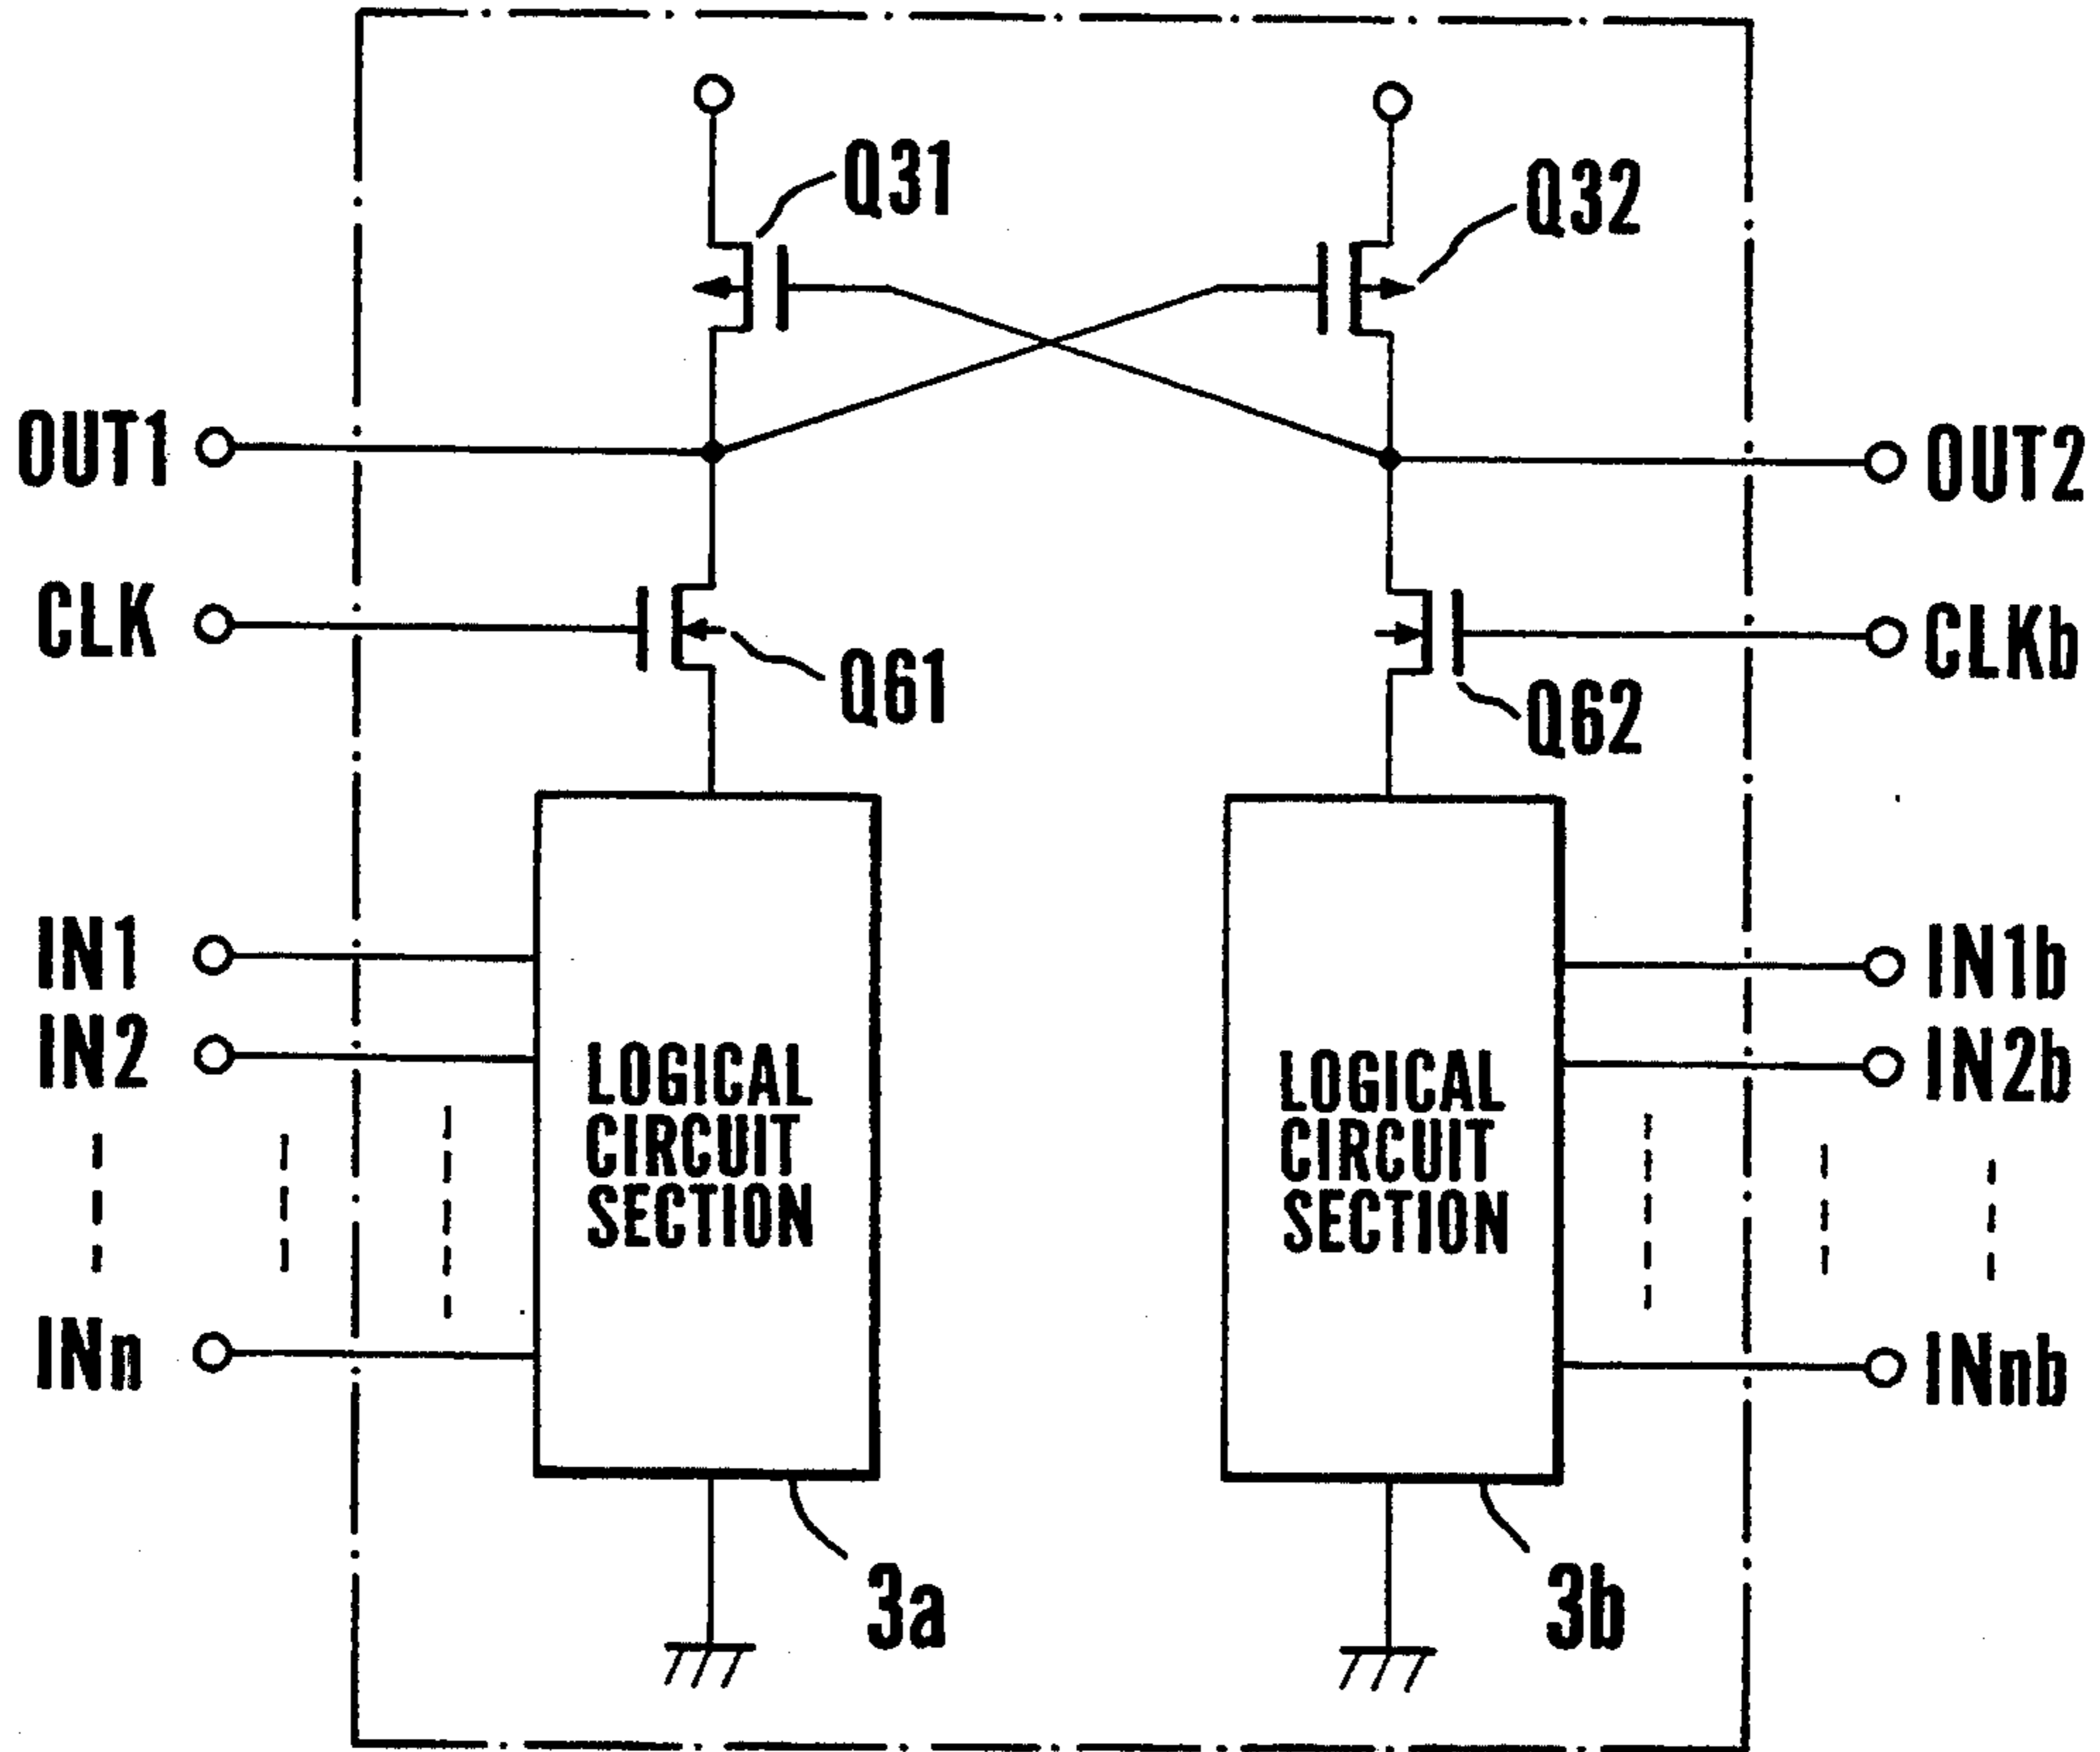 Q31
Q32
OUT1
OUT2
CLK
CLKb
Q61
Q62
IN1
IN1b
IN2
IN2b
LOGICAL
CIRCUIT
SECTION
LOGICAL
CIRCUIT
SECTION
INn
INnb
3a
3b